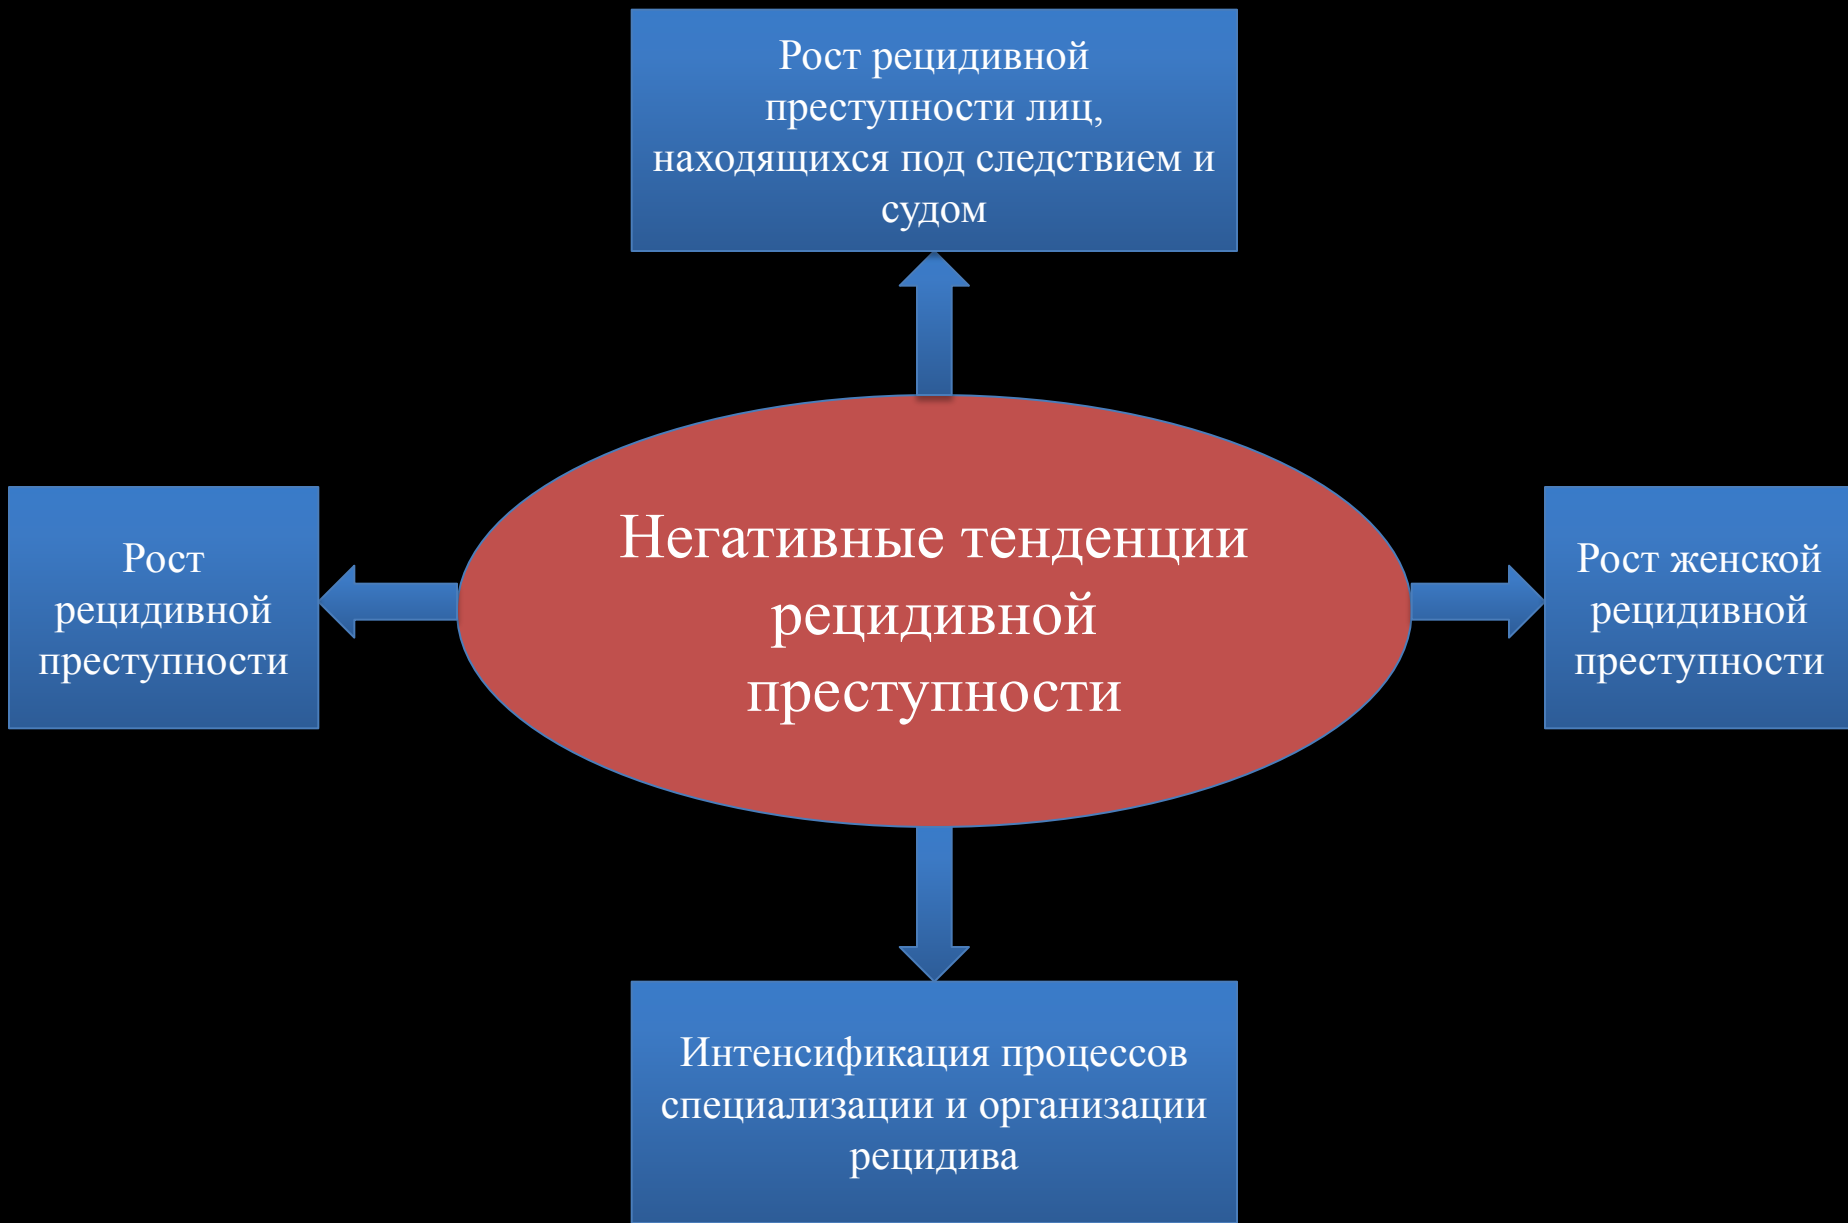 Рост рецидивной
преступности лиц,
находящихся под следствием и
судом
Рост
рецидивной
преступности
Негативные тенденции
рецидивной
преступности
Рост женской
рецидивной
преступности
Интенсификация процессов
специализации и организации
рецидива